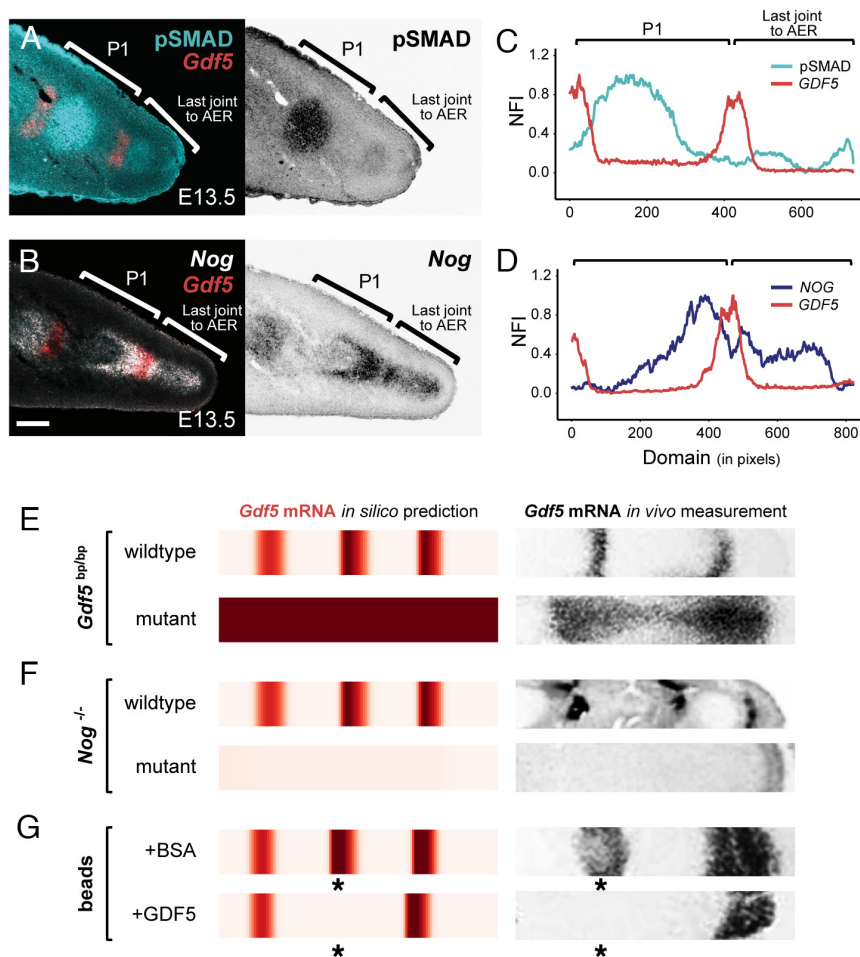 A
pSMAD
Gdf5
P1
Last joint
to AER
E13.5
pSMAD
P1
Last joint
to AER
B
Nog
Gdf5
P1
Last joint
to AER
E13.5
Nog
P1
Last joint
to AER
C
P1
Last joint
to AER
pSMAD
GDF5
NFI
1.2
0.8
0.4
0.0
0 200 400 600
D
NOG
GDF5
NFI
1.2
0.8
0.4
0.0
0 200 400 600 800
Domain (in pixels)
Gdf5 mRNA in silico prediction
Gdf5 mRNA in vivo measurement
E
Gdf5 bp/bp
wildtype
mutant
F
Nog -/-
wildtype
mutant
G
beads
+BSA
* *
+GDF5
* *